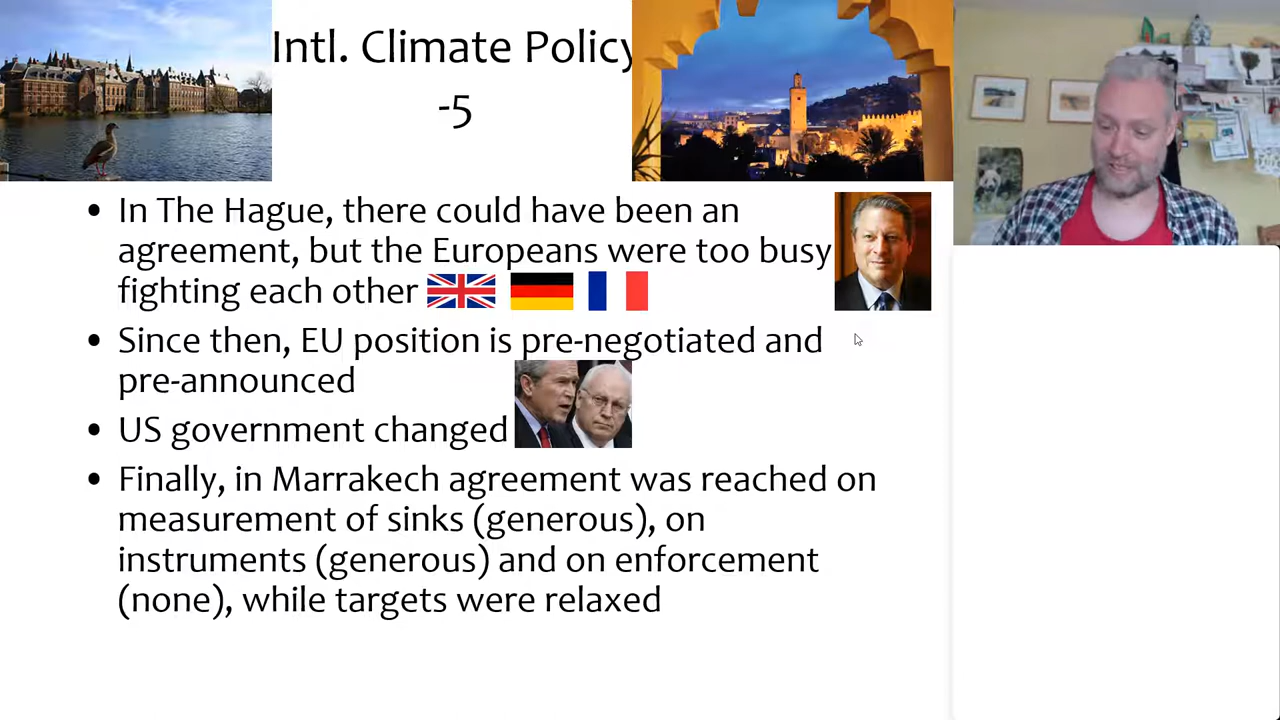 Intl. Climate Policy
-5
• In The Hague, there could have been an
agreement, but the Europeans were too busy
fighting each other
• Since then, EU position is pre-negotiated and
pre-announced
• US government changed
• Finally, in Marrakech agreement was reached on
measurement of sinks (generous), on
instruments (generous) and on enforcement
(none), while targets were relaxed